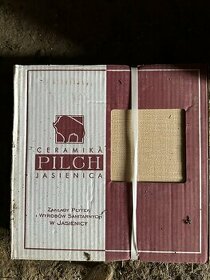 CERAMIKA
PILCH
JASIENICA
ZAKŁADY PŁYTEK
I WYROBÓW SANITARNYCH
W JASIENICY